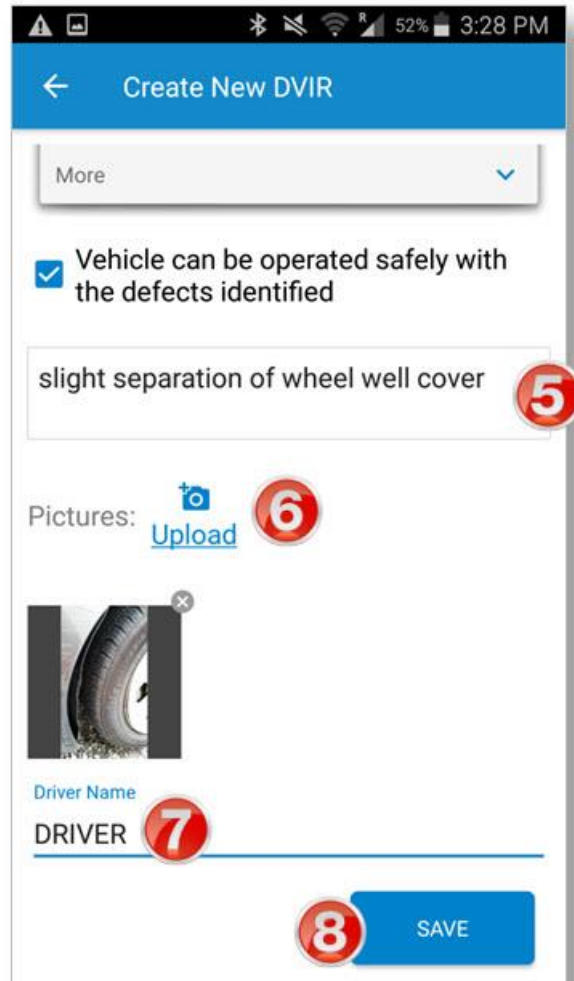 52% 3:28 PM
Create New DVIR
More
Vehicle can be operated safely with
the defects identified
slight separation of wheel well cover
5
Pictures:
Upload
6
Driver Name
DRIVER
7
8
SAVE